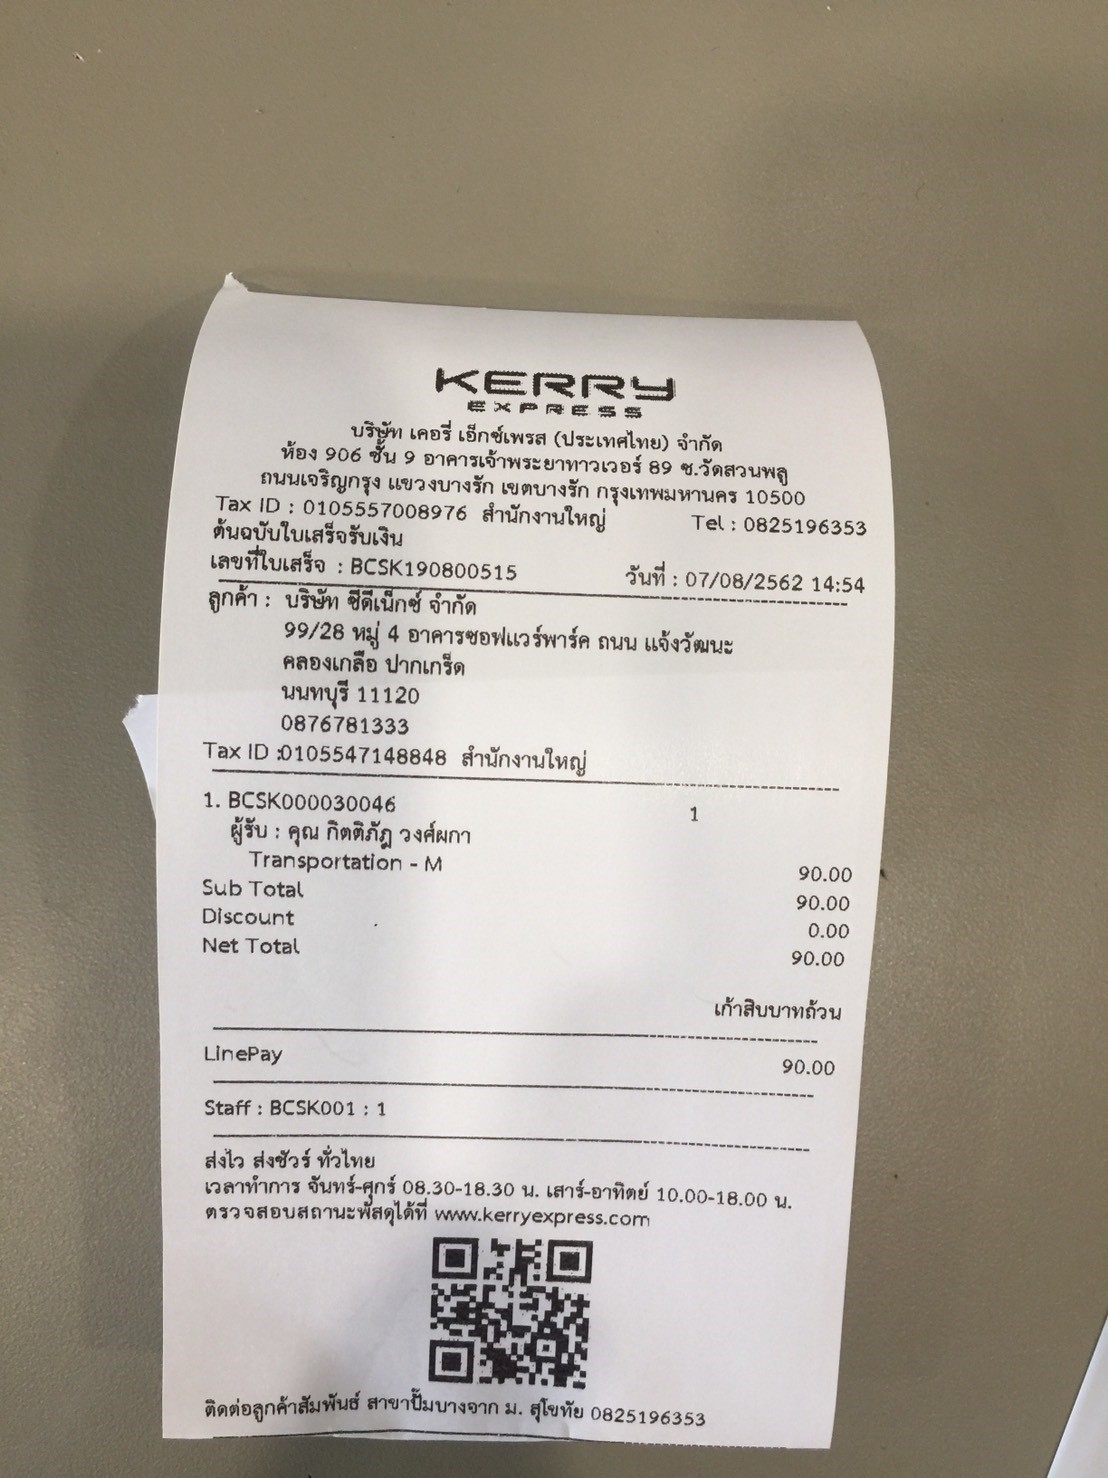 KERRY
EXPRESS
บริษัท เคอรี่ เอ็กซ์เพรส (ประเทศไทย) จำกัด
ห้อง 906 ชั้น 9 อาคารเจ้าพระยาทาวเวอร์ 89 ซ.วัดสวนพลู
ถนนเจริญกรุง แขวงบางรัก เขตบางรัก กรุงเทพมหานคร 10500
Tax ID : 0105557008976 สำนักงานใหญ่ Tel : 0825196353
ต้นฉบับใบเสร็จรับเงิน
เลขที่ใบเสร็จ : BCSK190800515 วันที่ : 07/08/2562 14:54
ลูกค้า : บริษัท ซีดีเน็กซ์ จำกัด
99/28 หมู่ 4 อาคารซอฟแวร์พาร์ค ถนน แจ้งวัฒนะ
คลองเกลือ ปากเกร็ด
นนทบุรี 11120
0876781333
Tax ID :0105547148848 สำนักงานใหญ่
1. BCSK000030046 1
ผู้รับ : คุณ กิตติภัฎ วงศ์ผกา
Transportation - M 90.00
Sub Total 90.00
Discount 0.00
Net Total 90.00
เก้าสิบบาทถ้วน
LinePay 90.00
Staff : BCSK001 : 1
ส่งไว ส่งชัวร์ ทั่วไทย
เวลาทำการ จันทร์-ศุกร์ 08.30-18.30 น. เสาร์-อาทิตย์ 10.00-18.00 น.
ตรวจสอบสถานะพัสดุได้ที่ www.kerryexpress.com
ติดต่อลูกค้าสัมพันธ์ สาขาปั๊มบางจาก ม. สุโขทัย 0825196353